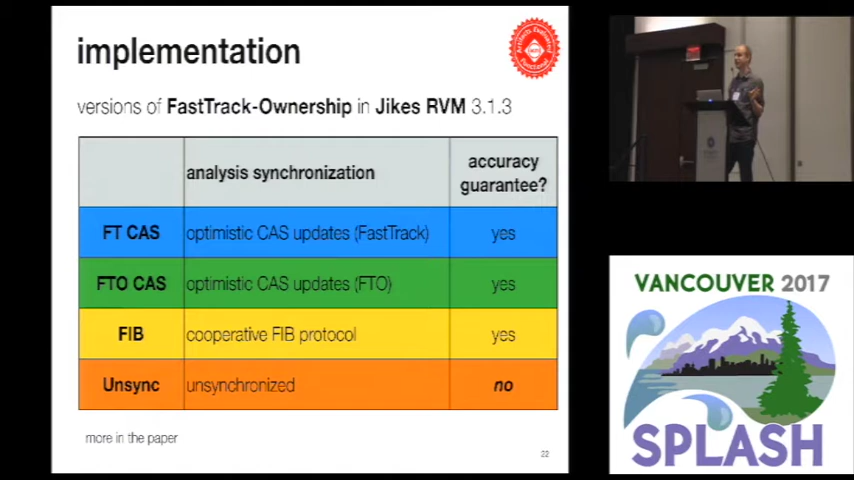 implementation
versions of FastTrack-Ownership in Jikes RVM 3.1.3
analysis synchronization
accuracy
guarantee?
FT CAS optimistic CAS updates (FastTrack) yes
FTO CAS optimistic CAS updates (FTO) yes
FIB cooperative FIB protocol yes
Unsync unsynchronized no
more in the paper
22
VANCOUVER 2017
SPLASH